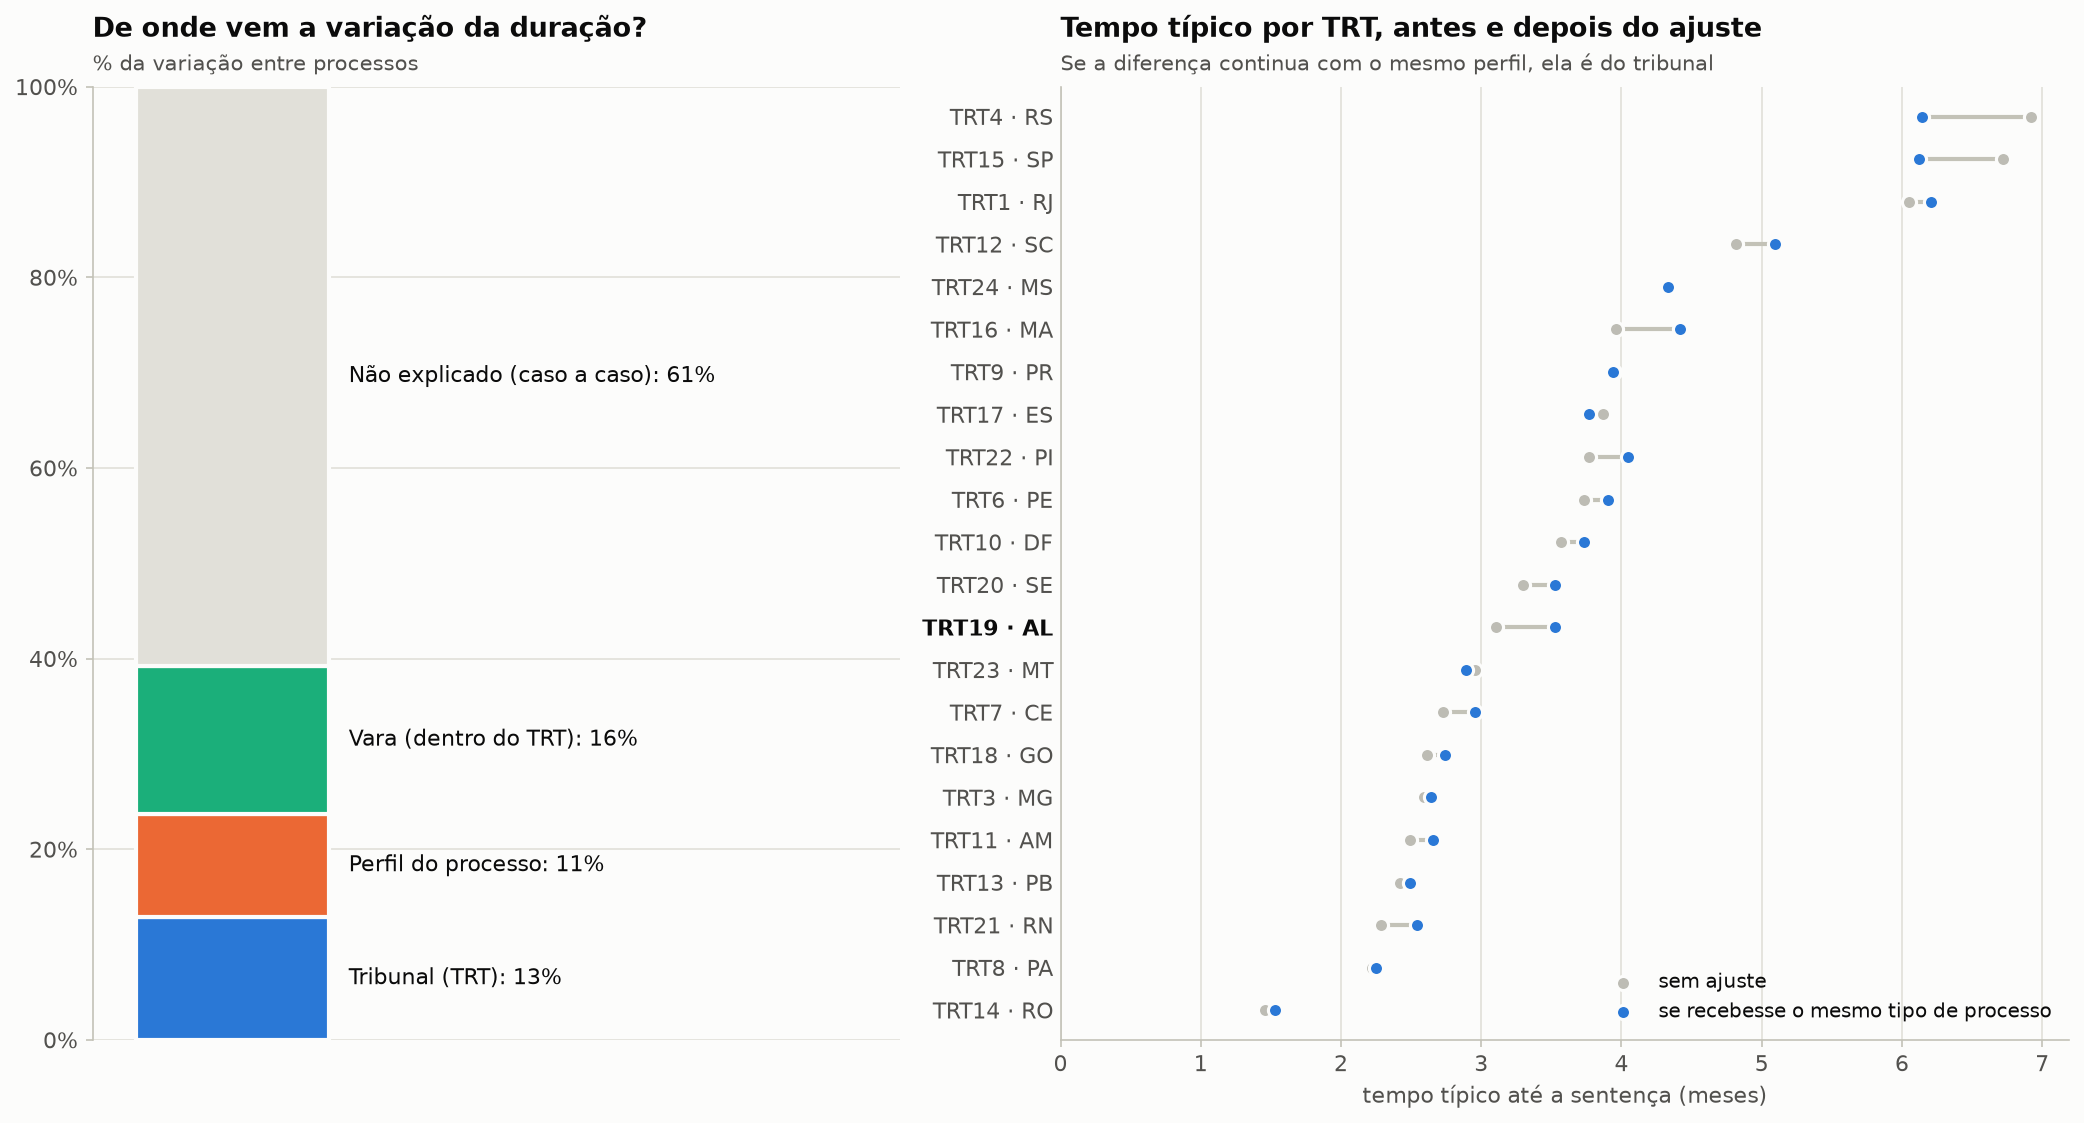 De onde vem a variação da duração?
% da variação entre processos
100%
80%
60%
40%
20%
0%
Não explicado (caso a caso): 61%
Vara (dentro do TRT): 16%
Perfil do processo: 11%
Tribunal (TRT): 13%
Tempo típico por TRT, antes e depois do ajuste
Se a diferença continua com o mesmo perfil, ela é do tribunal
TRT4 · RS
TRT15 · SP
TRT1 · RJ
TRT12 · SC
TRT24 · MS
TRT16 · MA
TRT9 · PR
TRT17 · ES
TRT22 · PI
TRT6 · PE
TRT10 · DF
TRT20 · SE
TRT19 · AL
TRT23 · MT
TRT7 · CE
TRT18 · GO
TRT3 · MG
TRT11 · AM
TRT13 · PB
TRT21 · RN
TRT8 · PA
TRT14 · RO
sem ajuste
se recebesse o mesmo tipo de processo
0 1 2 3 4 5 6 7
tempo típico até a sentença (meses)